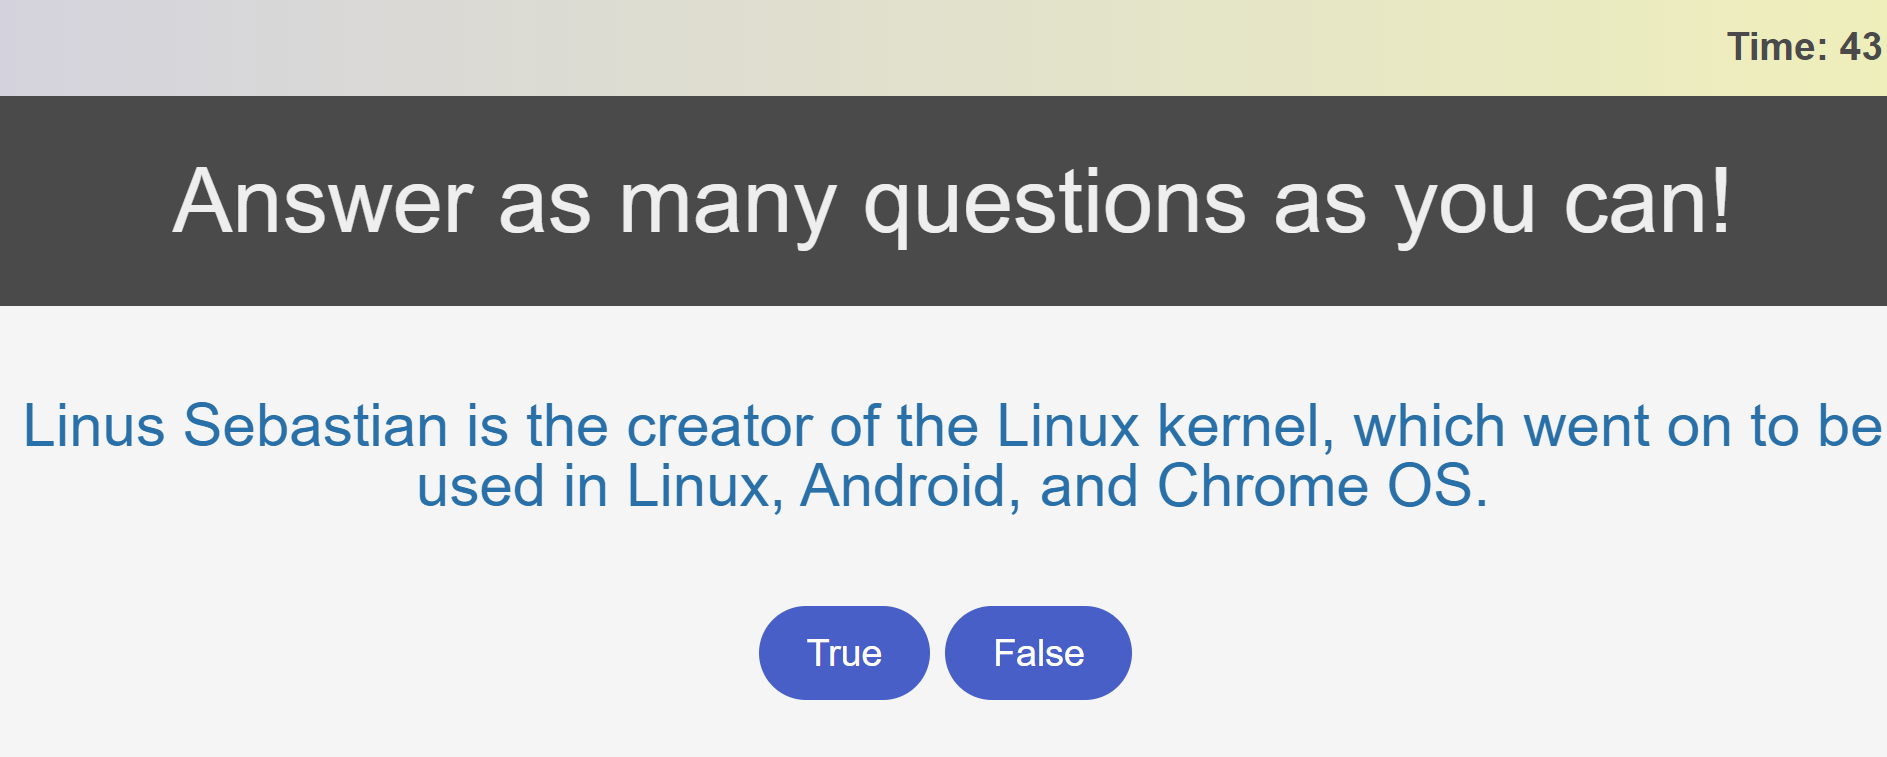 Time: 43
Answer as many questions as you can!
Linus Sebastian is the creator of the Linux kernel, which went on to be
used in Linux, Android, and Chrome OS.
True False